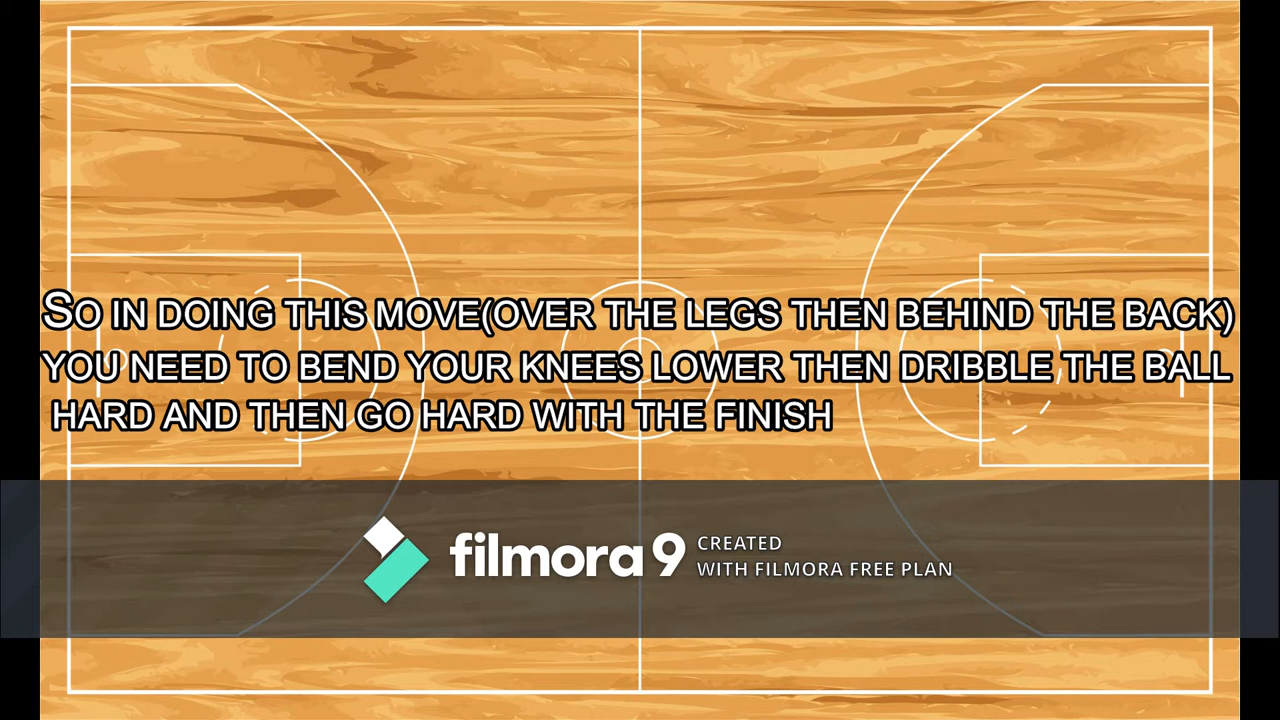 So IN DOING THIS MOVE(OVER THE LEGS THEN BEHIND THE BACK)
YOU NEED TO BEND YOUR KNEES LOWER THEN DRIBBLE THE BALL
HARD AND THEN GO HARD WITH THE FINISH
filmora9
CREATED
WITH FILMORA FREE PLAN